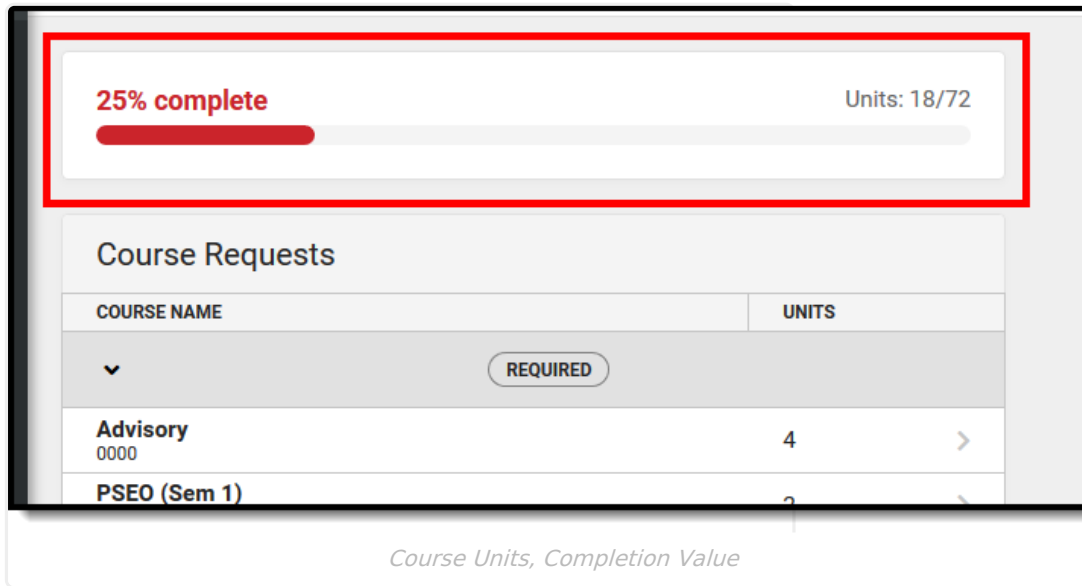 25% complete Units: 18/72
Course Requests
COURSE NAME UNITS
REQUIRED
Advisory 4
0000
PSEO (Sem 1)
Course Units, Completion Value